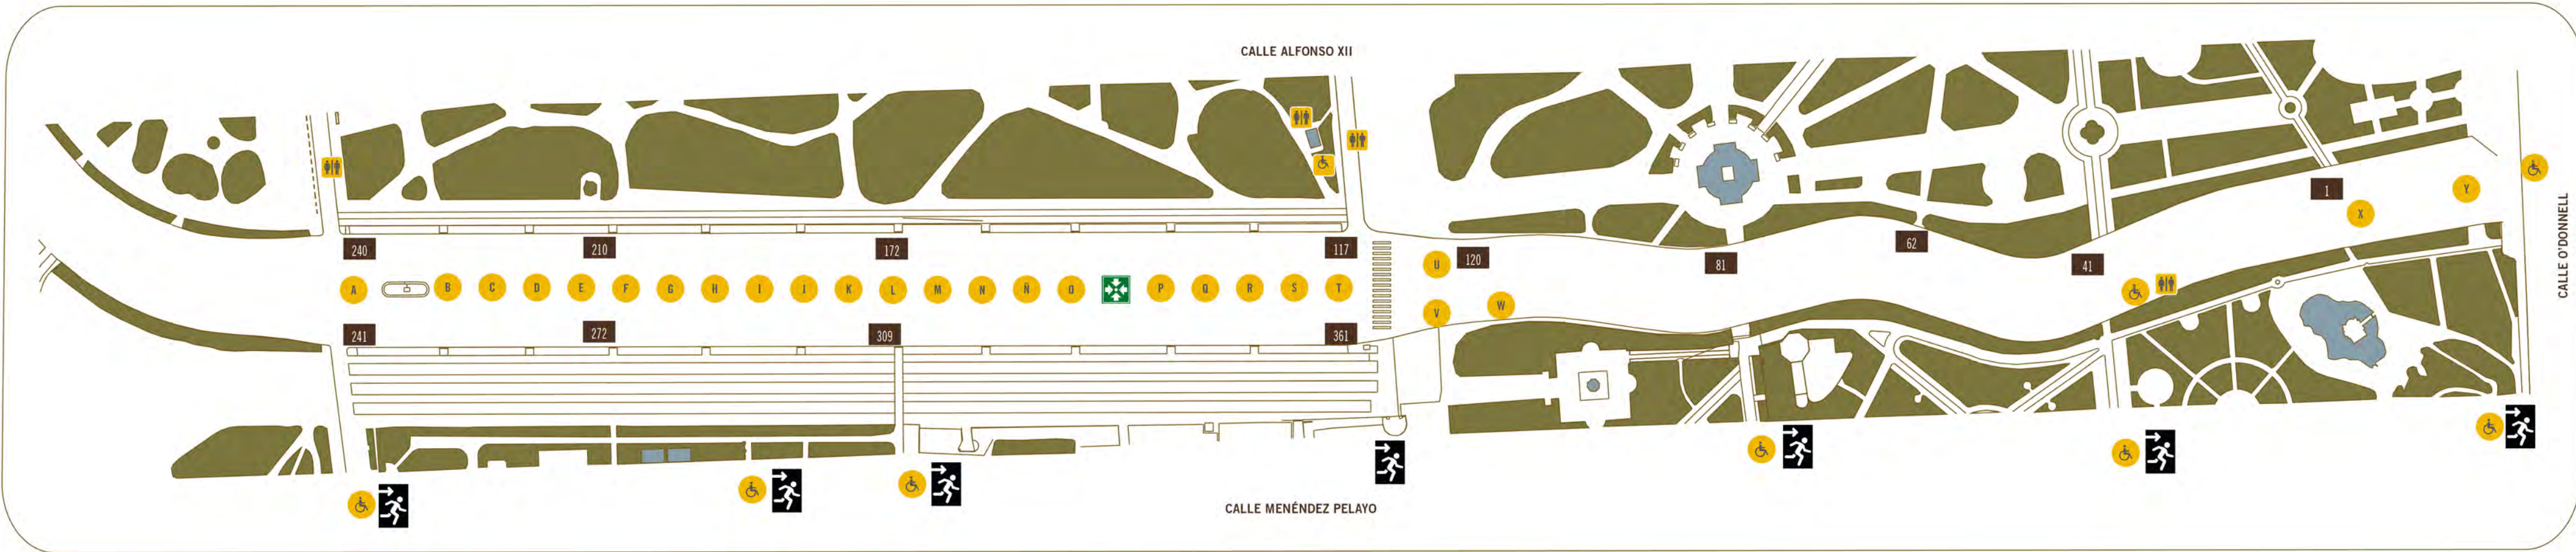 CALLE ALFONSO XII
1
Y
X
CALLE O'DONNELL
240
210
172
117
U
120
81
62
41
A
B
C
D
E
F
G
H
I
J
K
L
M
N
Ñ
O
P
Q
R
S
T
V
W
241
272
309
361
CALLE MENÉNDEZ PELAYO